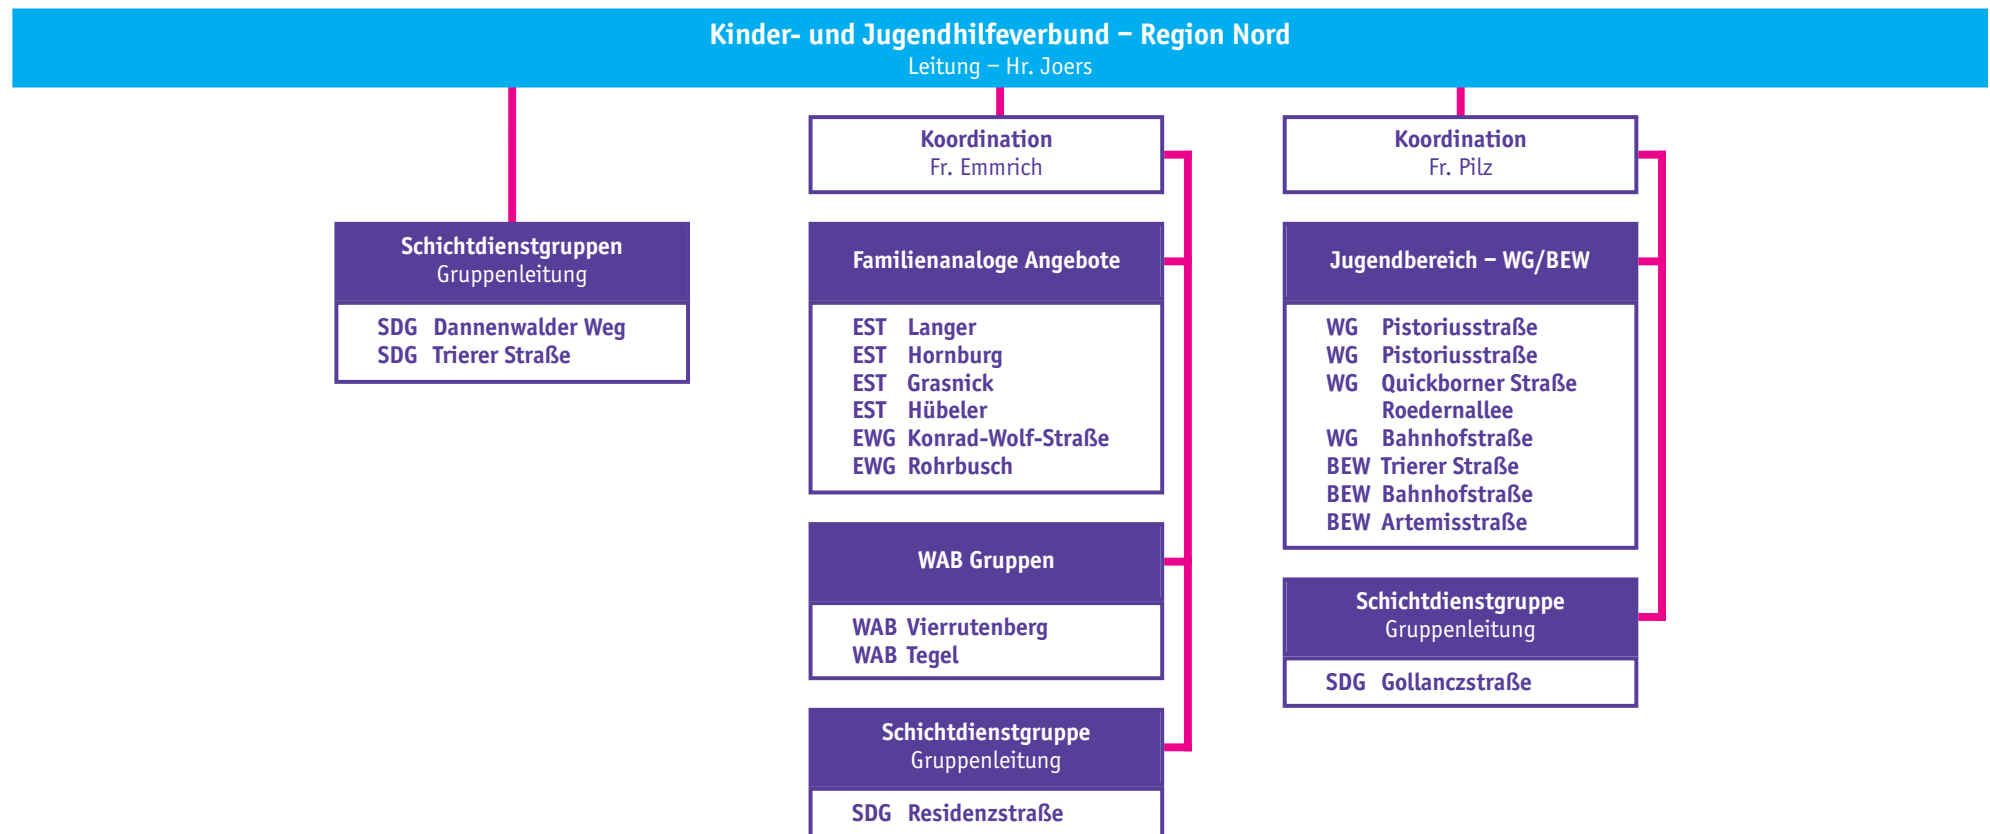 Kinder- und Jugendhilfeverbund – Region Nord
Leitung – Hr. Joers
Schichtdienstgruppen
Gruppenleitung
SDG Dannenwalder Weg
SDG Trierer Straße
Koordination
Fr. Emmrich
Familienanaloge Angebote
EST Langer
EST Hornburg
EST Grasnick
EST Hübeler
EWG Konrad-Wolf-Straße
EWG Rohrbusch
WAB Gruppen
WAB Vierrutenberg
WAB Tegel
Schichtdienstgruppe
Gruppenleitung
SDG Residenzstraße
Koordination
Fr. Pilz
Jugendbereich – WG/BEW
WG Pistoriusstraße
WG Pistoriusstraße
WG Quickborner Straße
Roedernallee
WG Bahnhofstraße
BEW Trierer Straße
BEW Bahnhofstraße
BEW Artemisstraße
Schichtdienstgruppe
Gruppenleitung
SDG Gollanczstraße